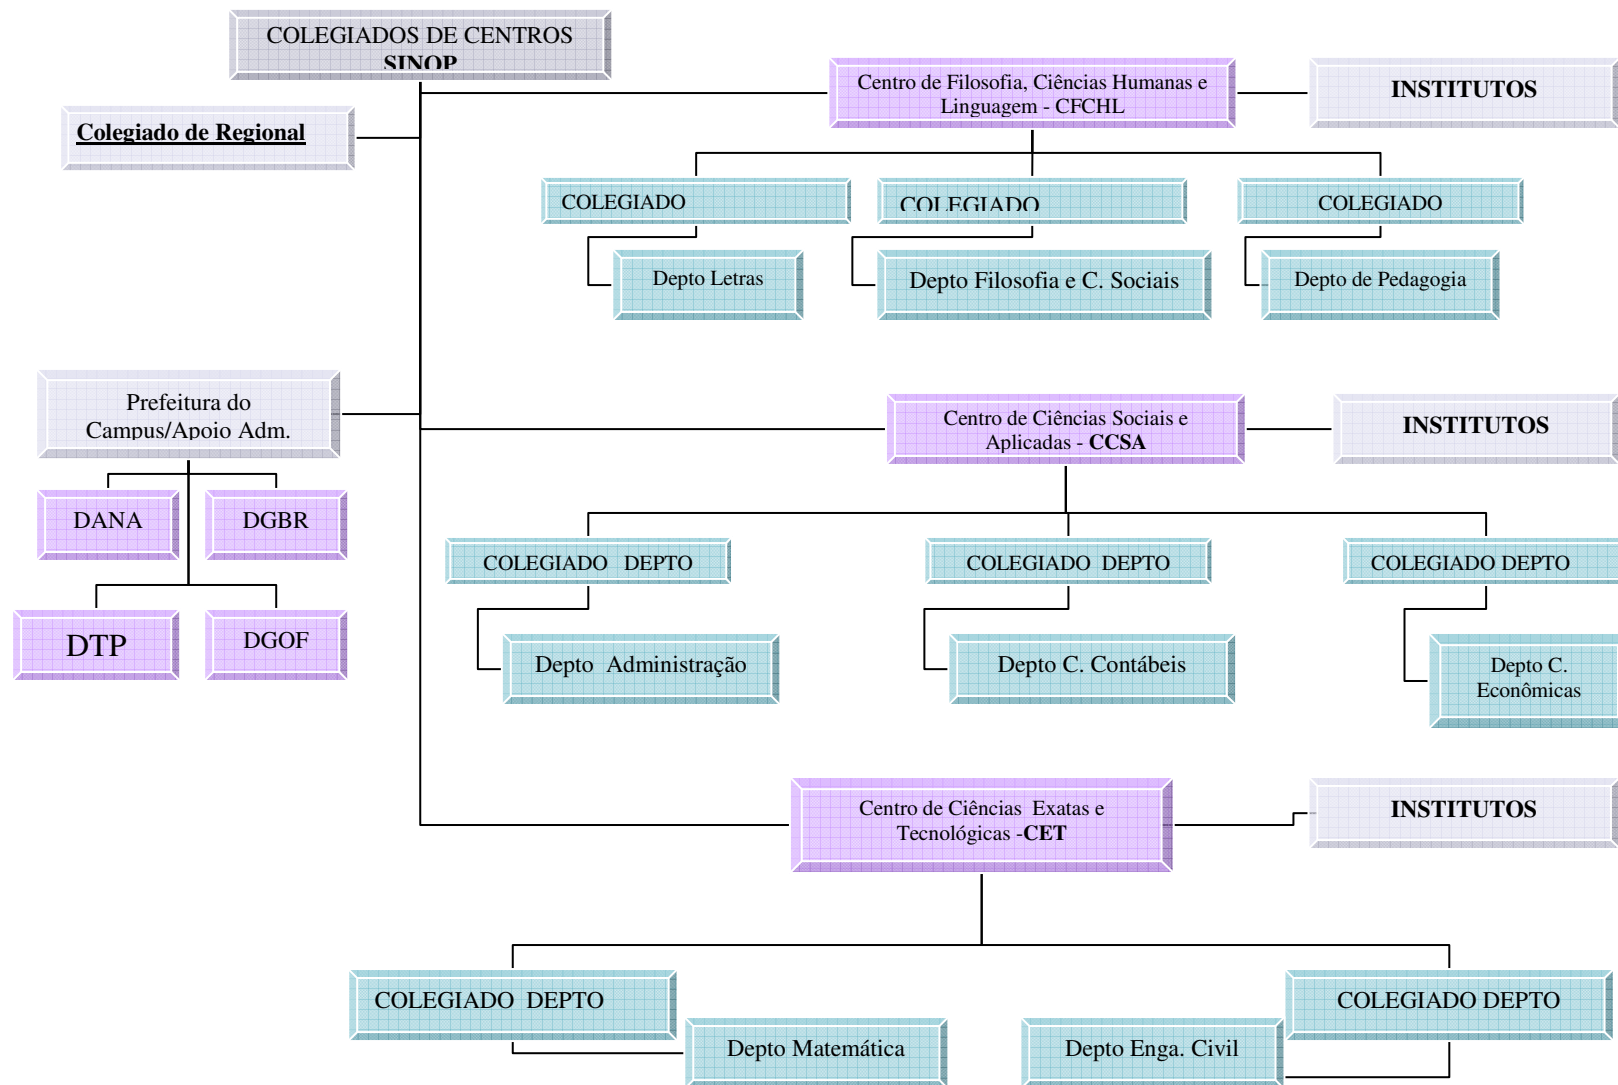 COLEGIADOS DE CENTROS
SINOP
Centro de Filosofia, Ciências Humanas e
Linguagem - CFCHL
INSTITUTOS
Colegiado de Regional
COLEGIADO
COLEGIADO
COLEGIADO
Depto Letras
Depto Filosofia e C. Sociais
Depto de Pedagogia
Prefeitura do
Campus/Apoio Adm.
Centro de Ciências Sociais e
Aplicadas - CCSA
INSTITUTOS
DANA
DGBR
COLEGIADO DEPTO
COLEGIADO DEPTO
COLEGIADO DEPTO
DTP
DGOF
Depto Administração
Depto C. Contábeis
Depto C.
Econômicas
Centro de Ciências Exatas e
Tecnológicas -CET
INSTITUTOS
COLEGIADO DEPTO
COLEGIADO DEPTO
Depto Matemática
Depto Enga. Civil